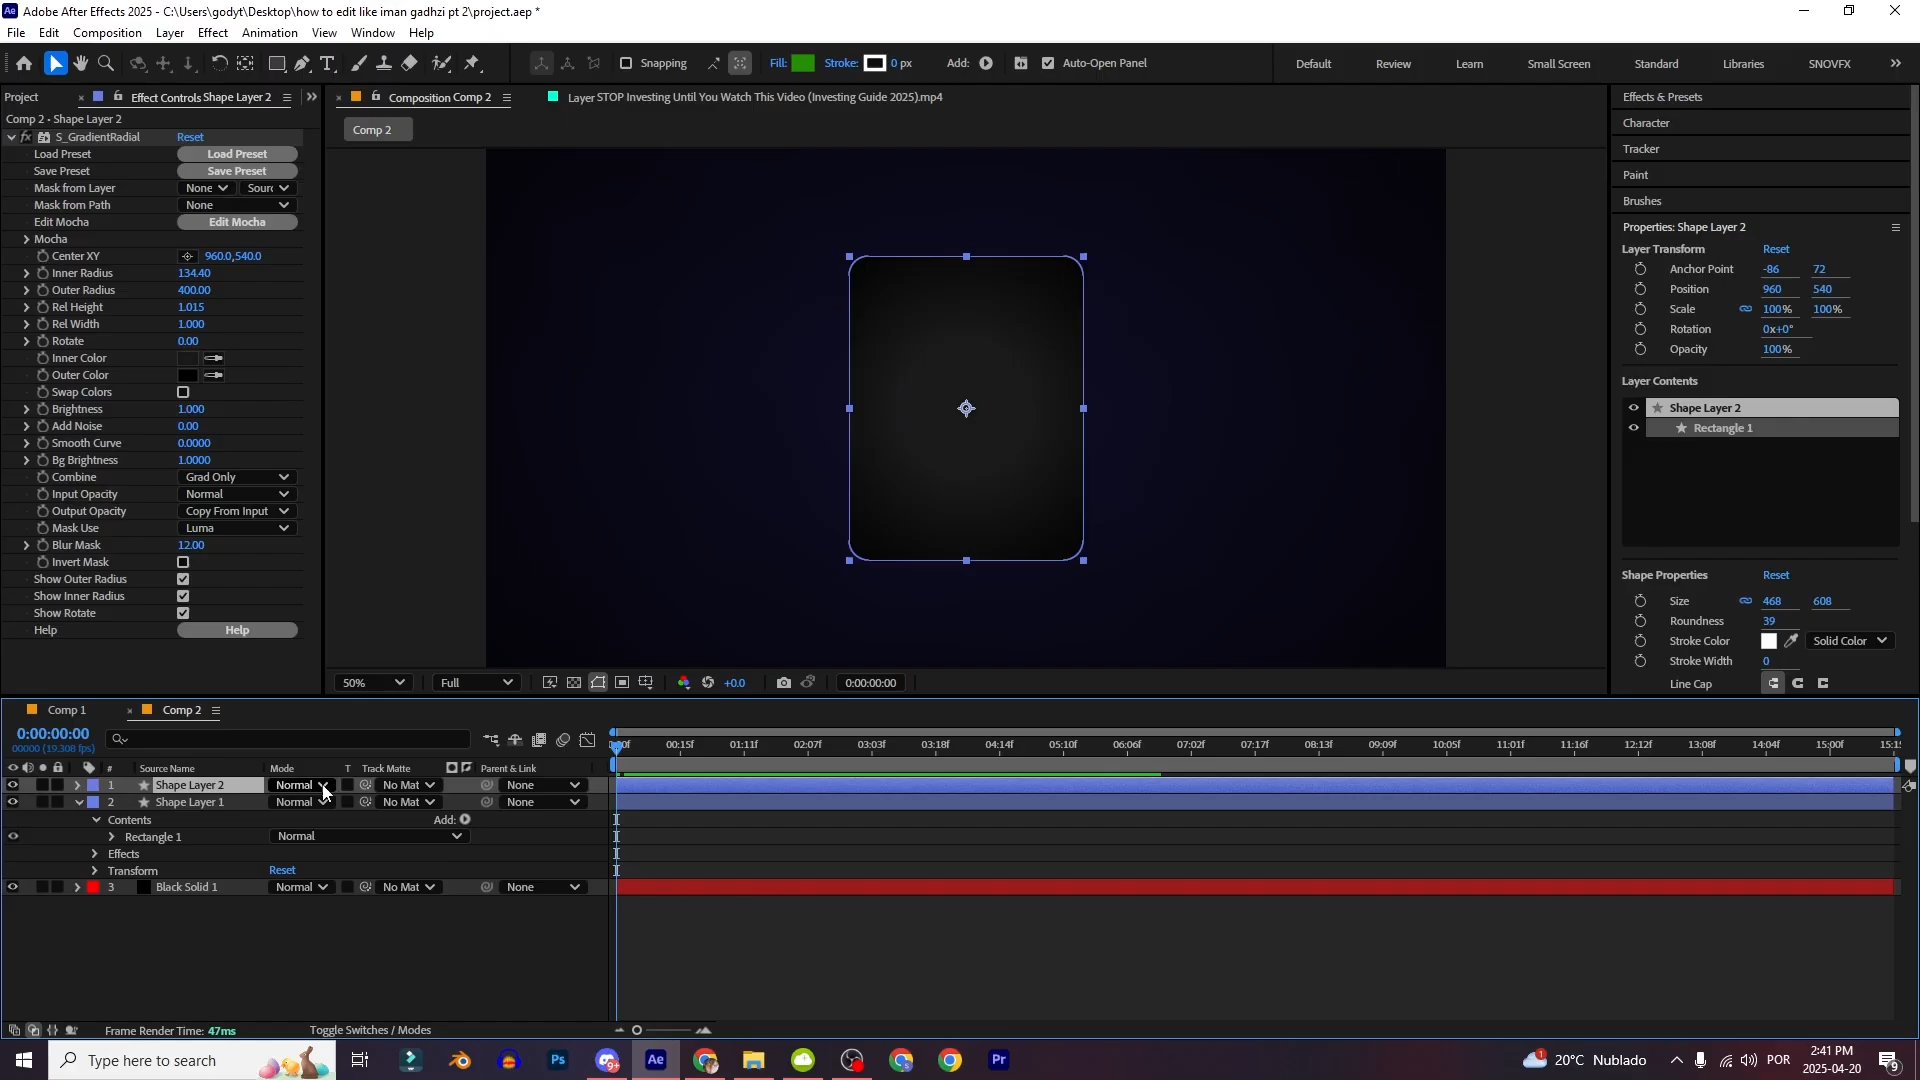 Adobe After Effects 2025 - C:\Users\godyt\Desktop\how to edit like iman gadhzi pt 2\project.aep *
File Edit Composition Layer Effect Animation View Window Help
Snapping Fill: Stroke: 0 px Add: Auto-Open Panel Default Review Learn Small Screen Standard Libraries SNOVFX
Project Effect Controls Shape Layer 2
Composition Comp 2 Layer STOP Investing Until You Watch This Video (Investing Guide 2025).mp4
Comp 2 - Shape Layer 2
Comp 2
fx S_GradientRadial Reset
Load Preset Load Preset
Save Preset Save Preset
Mask from Layer None Sourc
Mask from Path None
Edit Mocha Edit Mocha
Mocha
Center XY 960.0,540.0
Inner Radius 134.40
Outer Radius 400.00
Rel Height 1.015
Rel Width 1.000
Rotate 0.00
Inner Color
Outer Color
Swap Colors
Brightness 1.000
Add Noise 0.00
Smooth Curve 0.0000
Bg Brightness 1.0000
Combine Grad Only
Input Opacity Normal
Output Opacity Copy From Input
Mask Use Luma
Blur Mask 12.00
Invert Mask
Show Outer Radius
Show Inner Radius
Show Rotate
Help Help
50% Full +0.0 0:00:00:00
Effects & Presets
Character
Tracker
Paint
Brushes
Properties: Shape Layer 2
Layer Transform Reset
Anchor Point -86 72
Position 960 540
Scale 100% 100%
Rotation 0x+0°
Opacity 100%
Layer Contents
Shape Layer 2
Rectangle 1
Shape Properties Reset
Size 468 608
Roundness 39
Stroke Color Solid Color
Stroke Width 0
Line Cap
Comp 1 Comp 2
0:00:00:00
00000 (19.308 fps)
00:15f 01:11f 02:07f 03:03f 03:18f 04:14f 05:10f 06:06f 07:02f 07:17f 08:13f 09:09f 10:05f 11:01f 11:16f 12:12f 13:08f 14:04f 15:00f
# Source Name Mode T Track Matte Parent & Link
1 Shape Layer 2 Normal No Mat None
2 Shape Layer 1 Normal No Mat None
Contents Add:
Rectangle 1 Normal
Effects
Transform Reset
3 Black Solid 1 Normal No Mat None
Frame Render Time: 47ms Toggle Switches / Modes
Type here to search Ps 9+ Ae Pr 1 20°C Nublado POR 2:41 PM
2025-04-20 9